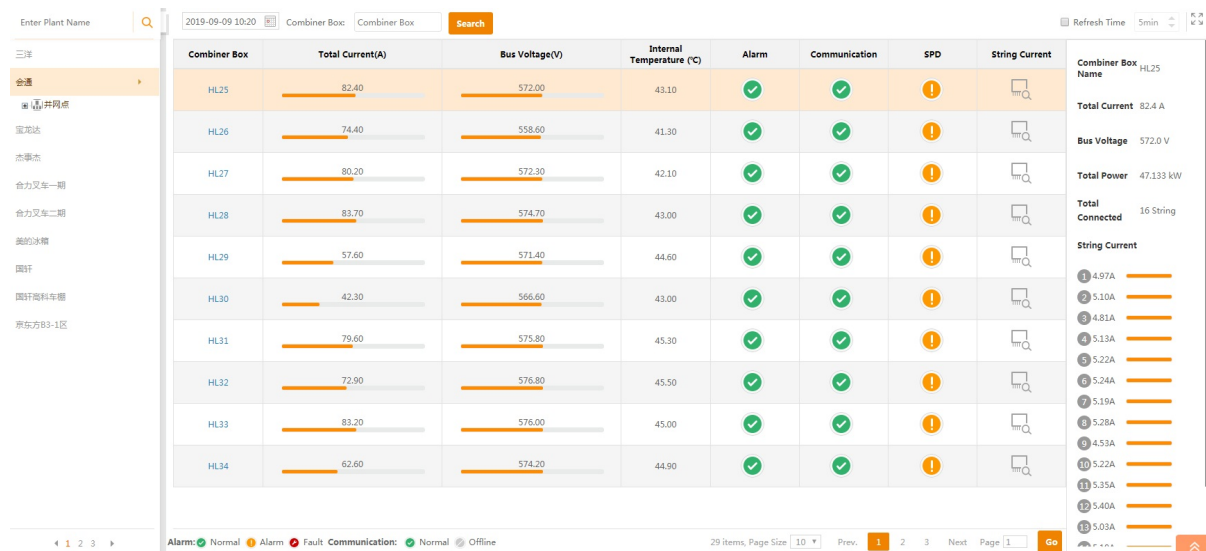 Enter Plant Name
2019-09-09 10:20 Combiner Box: Combiner Box Search
Refresh Time 5min
三洋
会通
井网点
宝龙达
杰事杰
合力叉车一期
合力叉车二期
美的冰箱
国轩
国轩高科车棚
京东方B3-1区
1 2 3
Combiner Box Total Current(A) Bus Voltage(V) Internal Temperature (℃) Alarm Communication SPD String Current
HL25 82.40 572.00 43.10
HL26 74.40 558.60 41.30
HL27 80.20 572.30 42.10
HL28 83.70 574.70 43.00
HL29 57.60 571.40 44.60
HL30 42.30 566.60 43.00
HL31 79.60 575.80 45.30
HL32 72.90 576.80 45.50
HL33 83.20 576.00 45.00
HL34 62.60 574.20 44.90
Alarm: Normal Alarm Fault Communication: Normal Offline
29 items, Page Size 10 Prev. 1 2 3 Next Page 1 Go
Combiner Box Name HL25
Total Current 82.4 A
Bus Voltage 572.0 V
Total Power 47.133 kW
Total Connected 16 String
String Current
1 4.97A
2 5.10A
3 4.81A
4 5.13A
5 5.22A
6 5.24A
7 5.19A
8 5.28A
9 4.53A
10 5.22A
11 5.35A
12 5.40A
13 5.03A